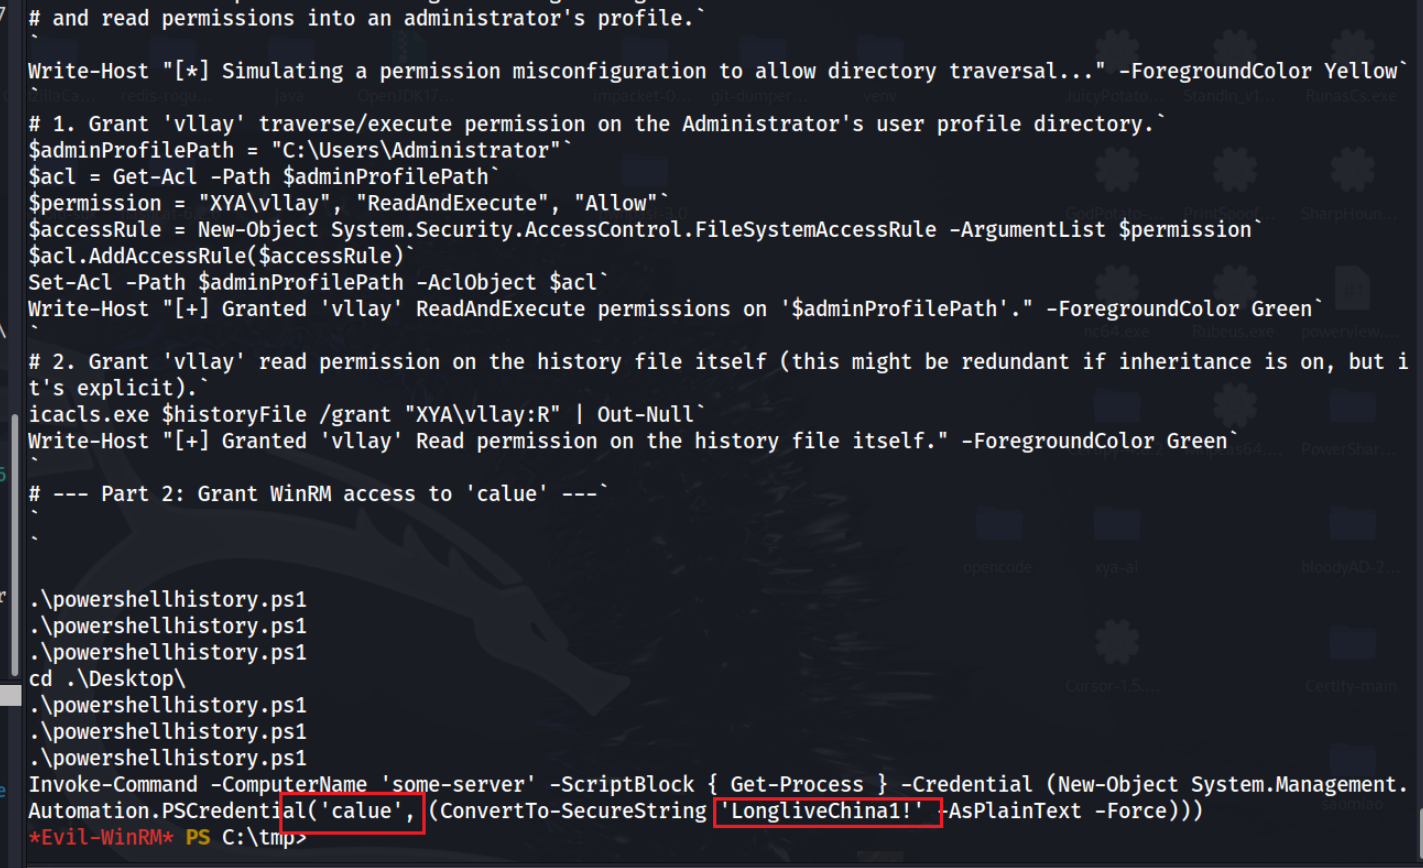 # and read permissions into an administrator's profile.`
`
Write-Host "[*] Simulating a permission misconfiguration to allow directory traversal..." -ForegroundColor Yellow`
`
# 1. Grant 'vllay' traverse/execute permission on the Administrator's user profile directory.`
$adminProfilePath = "C:\Users\Administrator"`
$acl = Get-Acl -Path $adminProfilePath`
$permission = "XYA\vllay", "ReadAndExecute", "Allow"`
$accessRule = New-Object System.Security.AccessControl.FileSystemAccessRule -ArgumentList $permission`
$acl.AddAccessRule($accessRule)`
Set-Acl -Path $adminProfilePath -AclObject $acl`
Write-Host "[+] Granted 'vllay' ReadAndExecute permissions on '$adminProfilePath'." -ForegroundColor Green`
`
# 2. Grant 'vllay' read permission on the history file itself (this might be redundant if inheritance is on, but i
t's explicit).`
icacls.exe $historyFile /grant "XYA\vllay:R" | Out-Null`
Write-Host "[+] Granted 'vllay' Read permission on the history file itself." -ForegroundColor Green`
`
# --- Part 2: Grant WinRM access to 'calue' ---`
`
`
.\powershellhistory.ps1
.\powershellhistory.ps1
.\powershellhistory.ps1
cd .\Desktop\
.\powershellhistory.ps1
.\powershellhistory.ps1
.\powershellhistory.ps1
Invoke-Command -ComputerName 'some-server' -ScriptBlock { Get-Process } -Credential (New-Object System.Management.
Automation.PSCredential('calue', (ConvertTo-SecureString 'LongliveChina1!' -AsPlainText -Force)))
*Evil-WinRM* PS C:\tmp>